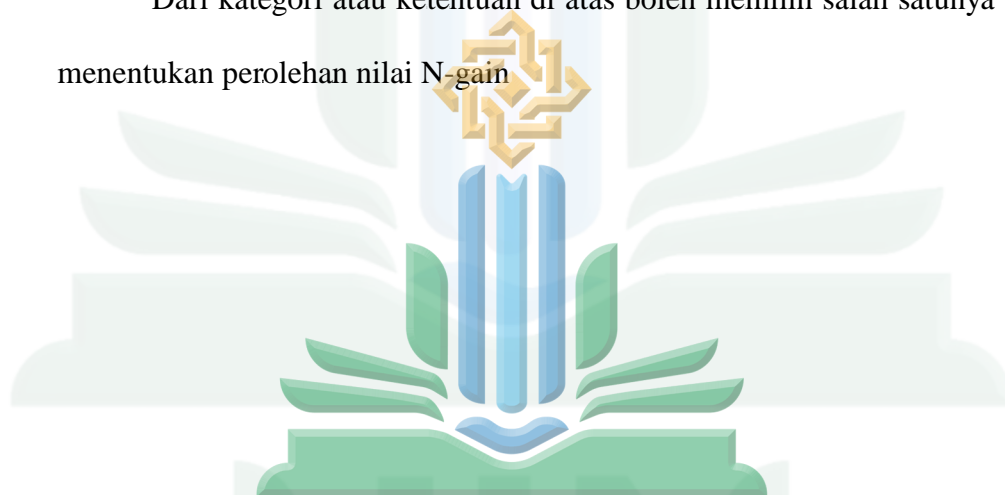 Dari kategori atau ketentuan di atas boleh memilih salah satunya
menentukan perolehan nilai N-gain